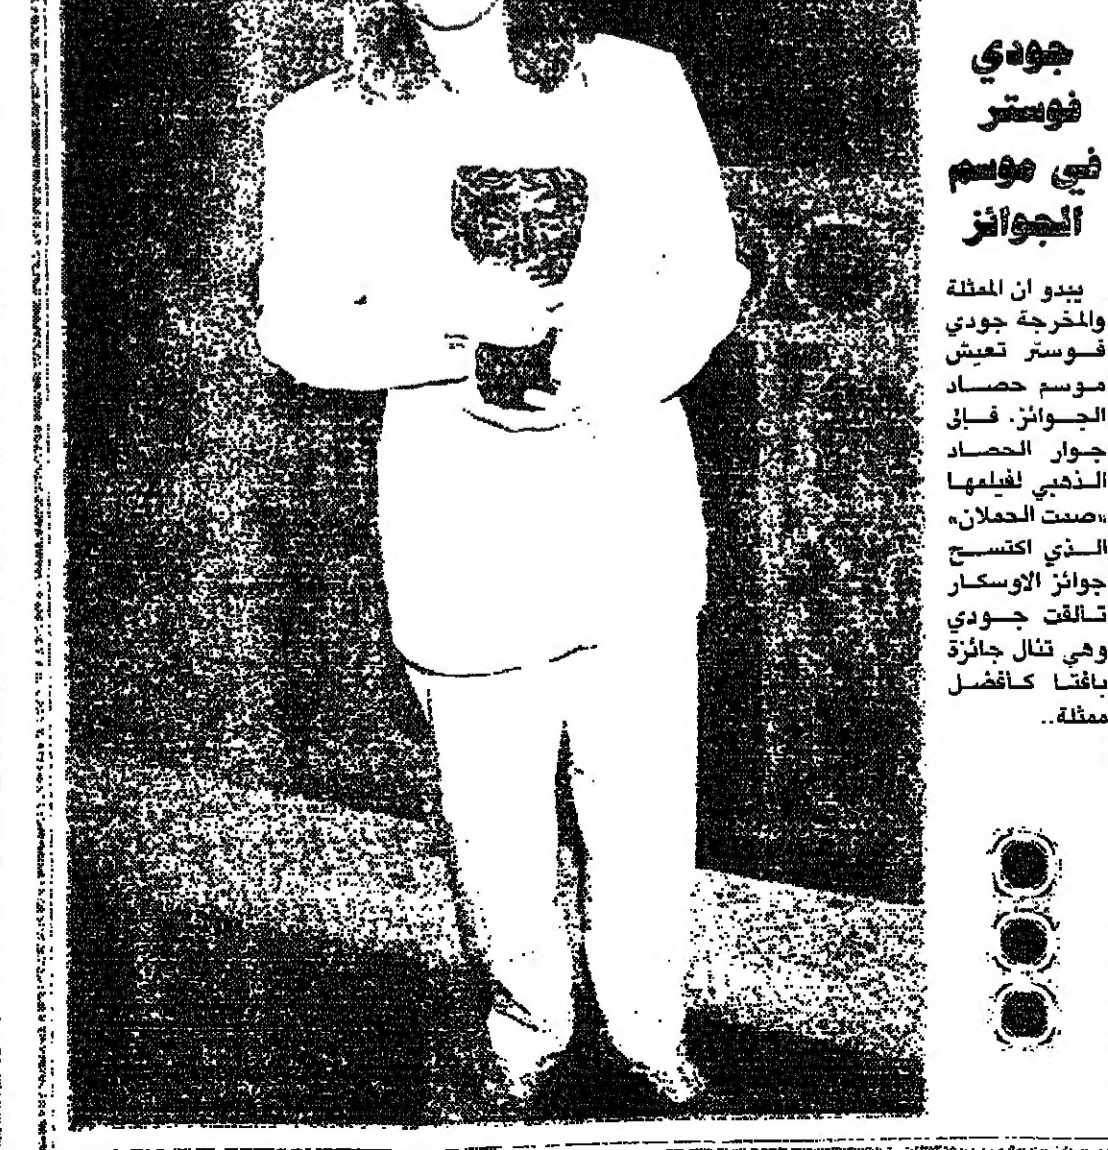 جودي
فوستر
في موسم
الجوائز
يبدو ان الممثلة
والمخرجة جودي
فوستر تعيش
موسم حصاد
الجوائز. فالى
جوار الحصاد
الذهبي لفيلمها
«صمت الحملان»
الذي اكتسح
جوائز الاوسكار
تألقت جودي
وهي تنال جائزة
بافتا كأفضل
ممثلة..